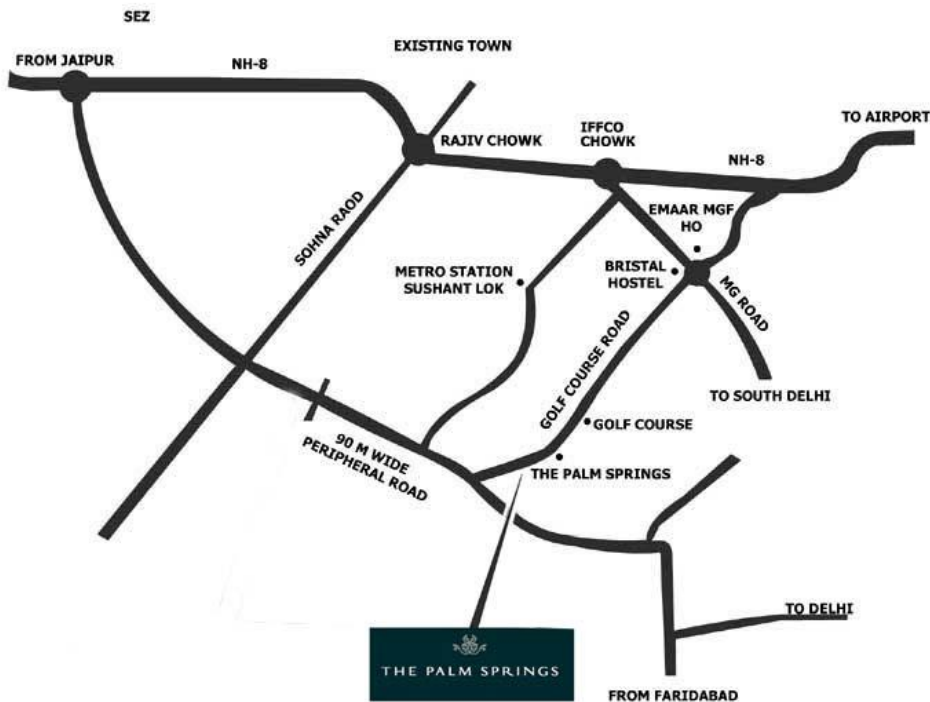 SEZ
FROM JAIPUR
NH-8
EXISTING TOWN
TO AIRPORT
RAJIV CHOWK
IFFCO
CHOWK
NH-8
SOHNA RAOD
EMAAR MGF
HO
METRO STATION
SUSHANT LOK
BRISTAL
HOSTEL
MG ROAD
GOLF COURSE ROAD
TO SOUTH DELHI
GOLF COURSE
90 M WIDE
PERIPHERAL ROAD
THE PALM SPRINGS
TO DELHI
THE PALM SPRINGS
FROM FARIDABAD